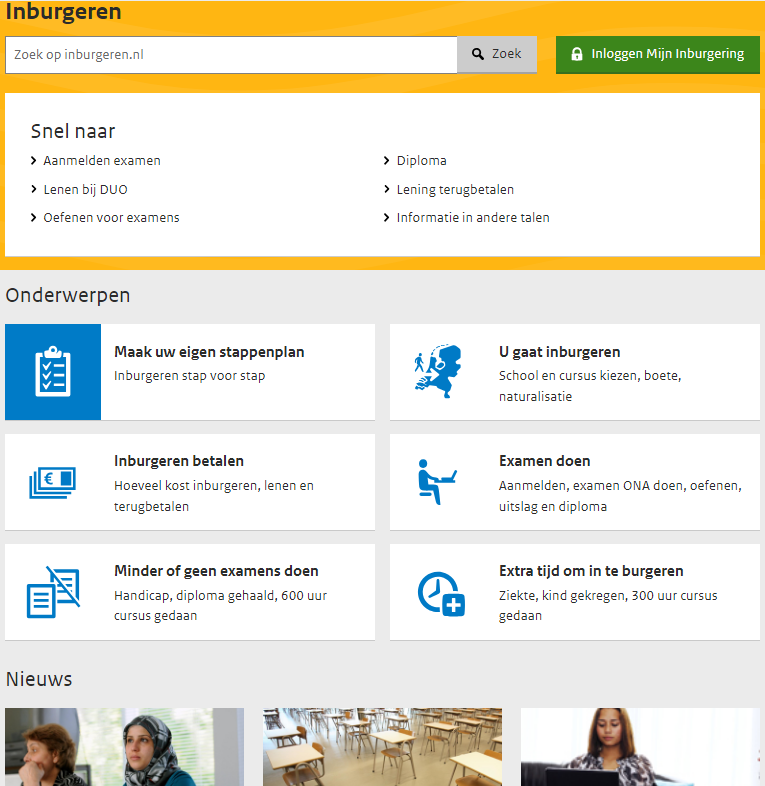 Inburgeren
Zoek op inburgeren.nl
Zoek
Inloggen Mijn Inburgering
Snel naar
Aanmelden examen
Lenen bij DUO
Oefenen voor examens
Diploma
Lening terugbetalen
Informatie in andere talen
Onderwerpen
Maak uw eigen stappenplan
Inburgeren stap voor stap
U gaat inburgeren
School en cursus kiezen, boete,
naturalisatie
Inburgeren betalen
Hoeveel kost inburgeren, lenen en
terugbetalen
Examen doen
Aanmelden, examen ONA doen, oefenen,
uitslag en diploma
Minder of geen examens doen
Handicap, diploma gehaald, 600 uur
cursus gedaan
Extra tijd om in te burgeren
Ziekte, kind gekregen, 300 uur cursus
gedaan
Nieuws